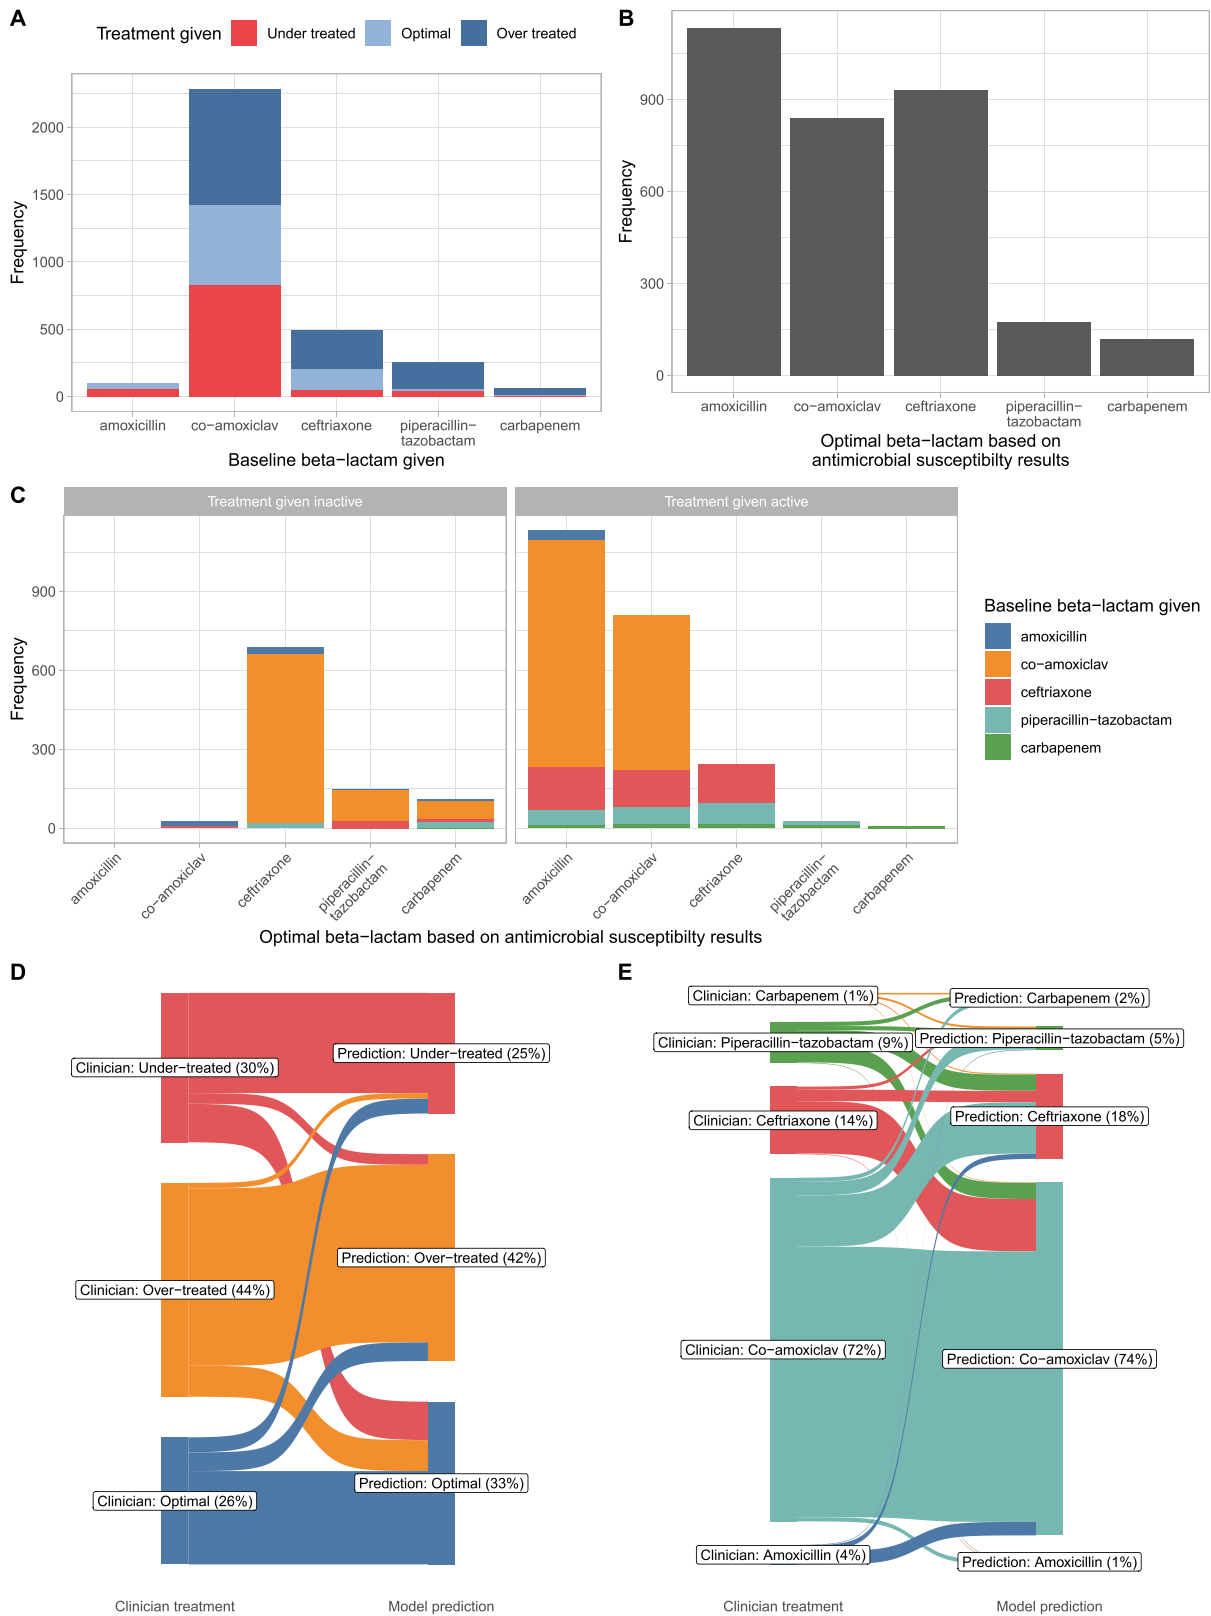 A
Treatment given
Under treated
Optimal
Over treated
Frequency
2000
1500
1000
500
0
amoxicillin
co−amoxiclav
ceftriaxone
piperacillin−
tazobactam
carbapenem
Baseline beta−lactam given
B
Frequency
900
600
300
0
amoxicillin
co−amoxiclav
ceftriaxone
piperacillin−
tazobactam
carbapenem
Optimal beta−lactam based on
antimicrobial susceptibilty results
C
Treatment given inactive
Treatment given active
Frequency
900
600
300
0
amoxicillin
co−amoxiclav
ceftriaxone
piperacillin−
tazobactam
carbapenem
amoxicillin
co−amoxiclav
ceftriaxone
piperacillin−
tazobactam
carbapenem
Optimal beta−lactam based on antimicrobial susceptibilty results
Baseline beta−lactam given
amoxicillin
co−amoxiclav
ceftriaxone
piperacillin−tazobactam
carbapenem
D
Clinician: Under−treated (30%)
Prediction: Under−treated (25%)
Clinician: Over−treated (44%)
Prediction: Over−treated (42%)
Clinician: Optimal (26%)
Prediction: Optimal (33%)
Clinician treatment
Model prediction
E
Clinician: Carbapenem (1%)
Prediction: Carbapenem (2%)
Clinician: Piperacillin−tazobactam (9%)
Prediction: Piperacillin−tazobactam (5%)
Clinician: Ceftriaxone (14%)
Prediction: Ceftriaxone (18%)
Clinician: Co−amoxiclav (72%)
Prediction: Co−amoxiclav (74%)
Clinician: Amoxicillin (4%)
Prediction: Amoxicillin (1%)
Clinician treatment
Model prediction